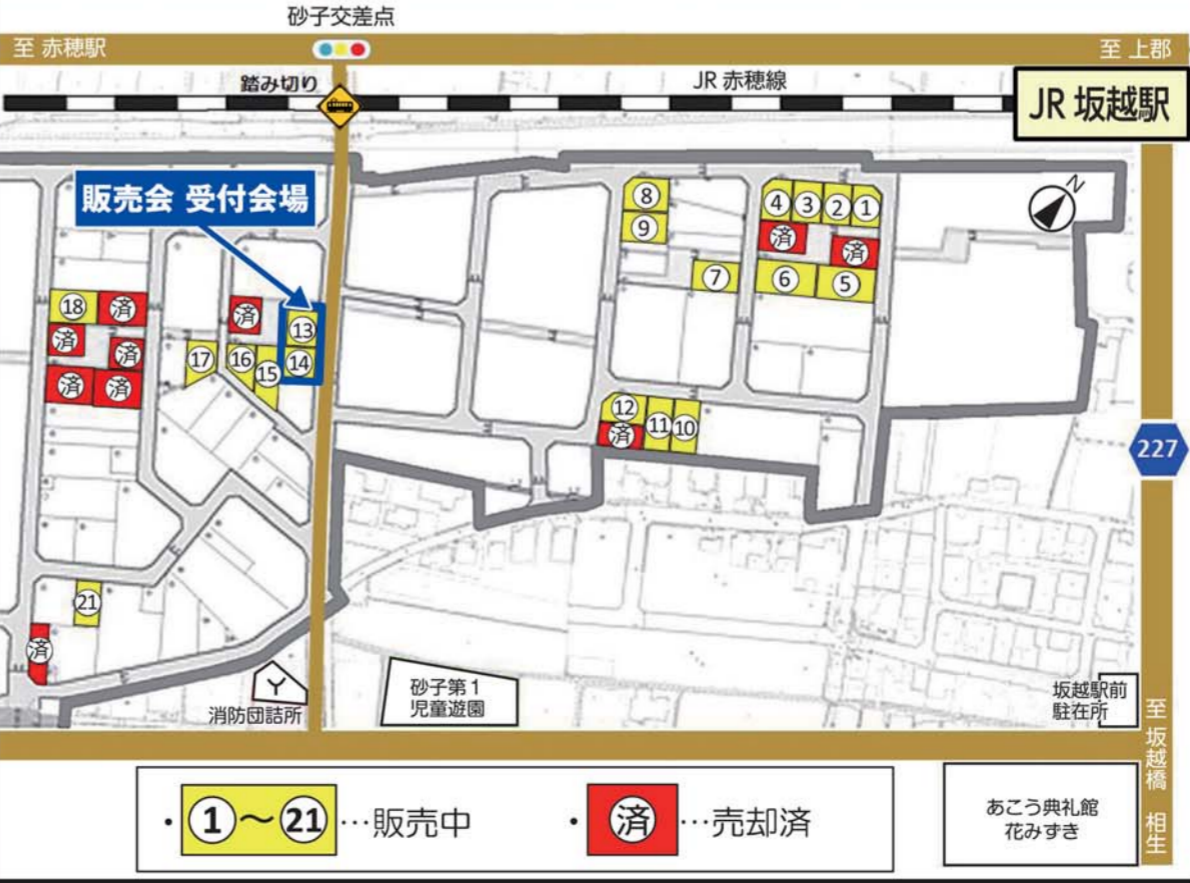 砂子交差点
至 赤穂駅
至 上郡
踏み切り
JR 赤穂線
JR 坂越駅
N
販売会 受付会場
⑧
④ ③ ② ①
⑨
済
済
⑦
⑥
⑤
⑱ 済
済
⑬
済
済
⑰ ⑯ ⑮ ⑭
済 済
⑫ ⑪ ⑩
済
227
㉑
済
Y
消防団詰所
砂子第1
児童遊園
坂越駅前
駐在所
至 坂越橋 相生
・①～㉑…販売中
・済…売却済
あこう典礼館
花みずき